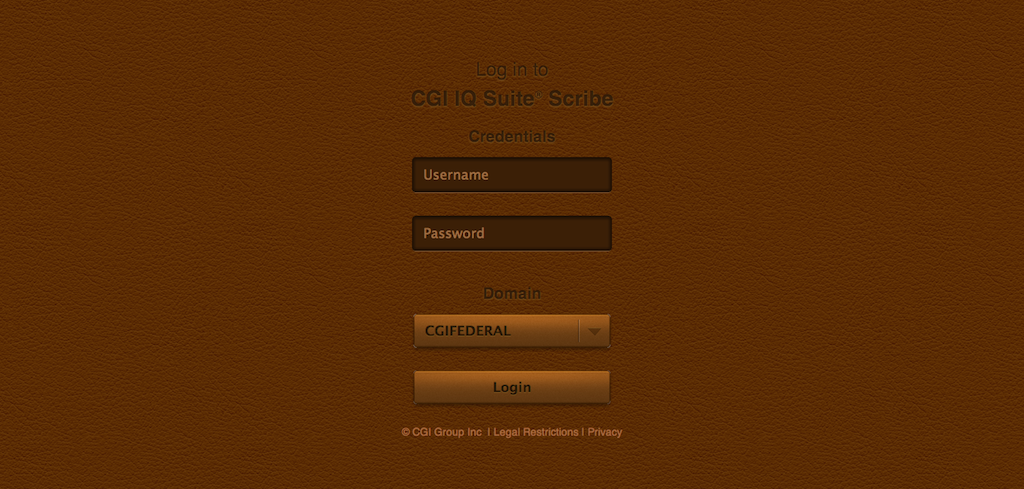 Log in to
CGI IQ Suite® Scribe
Credentials
Username
Password
Domain
CGIFEDERAL
Login
© CGI Group Inc | Legal Restrictions | Privacy